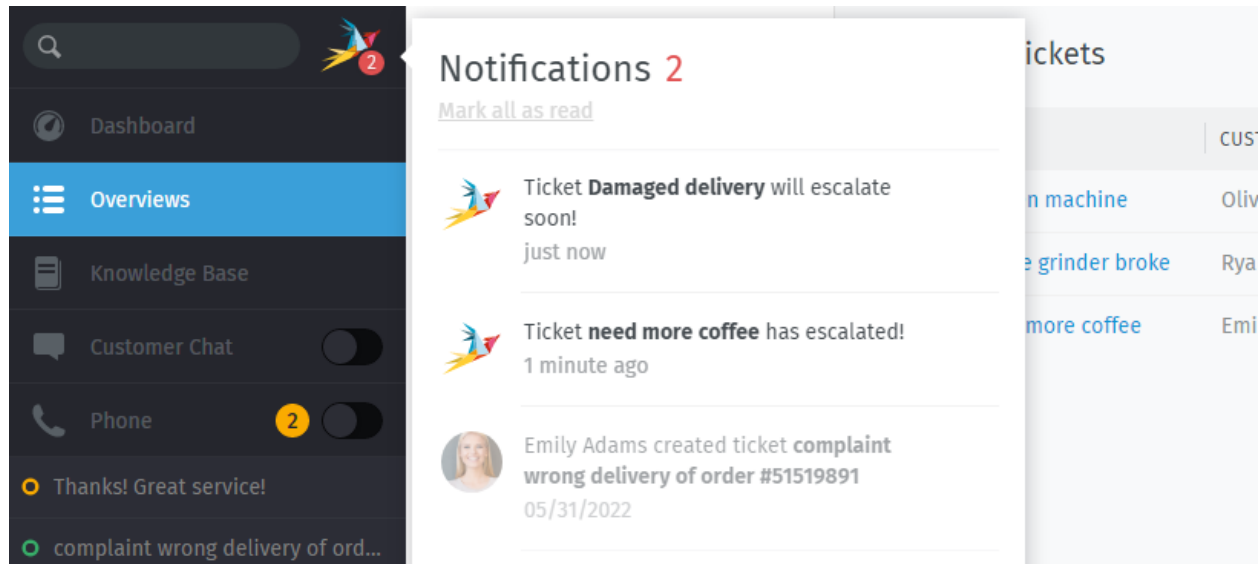 2
Dashboard
Overviews
Knowledge Base
Customer Chat
Phone
2
Thanks! Great service!
complaint wrong delivery of ord...
Notifications 2
Mark all as read
Ticket Damaged delivery will escalate
soon!
just now
Ticket need more coffee has escalated!
1 minute ago
Emily Adams created ticket complaint
wrong delivery of order #51519891
05/31/2022
ickets
CUST
n machine
Oliv
e grinder broke
Rya
more coffee
Emi